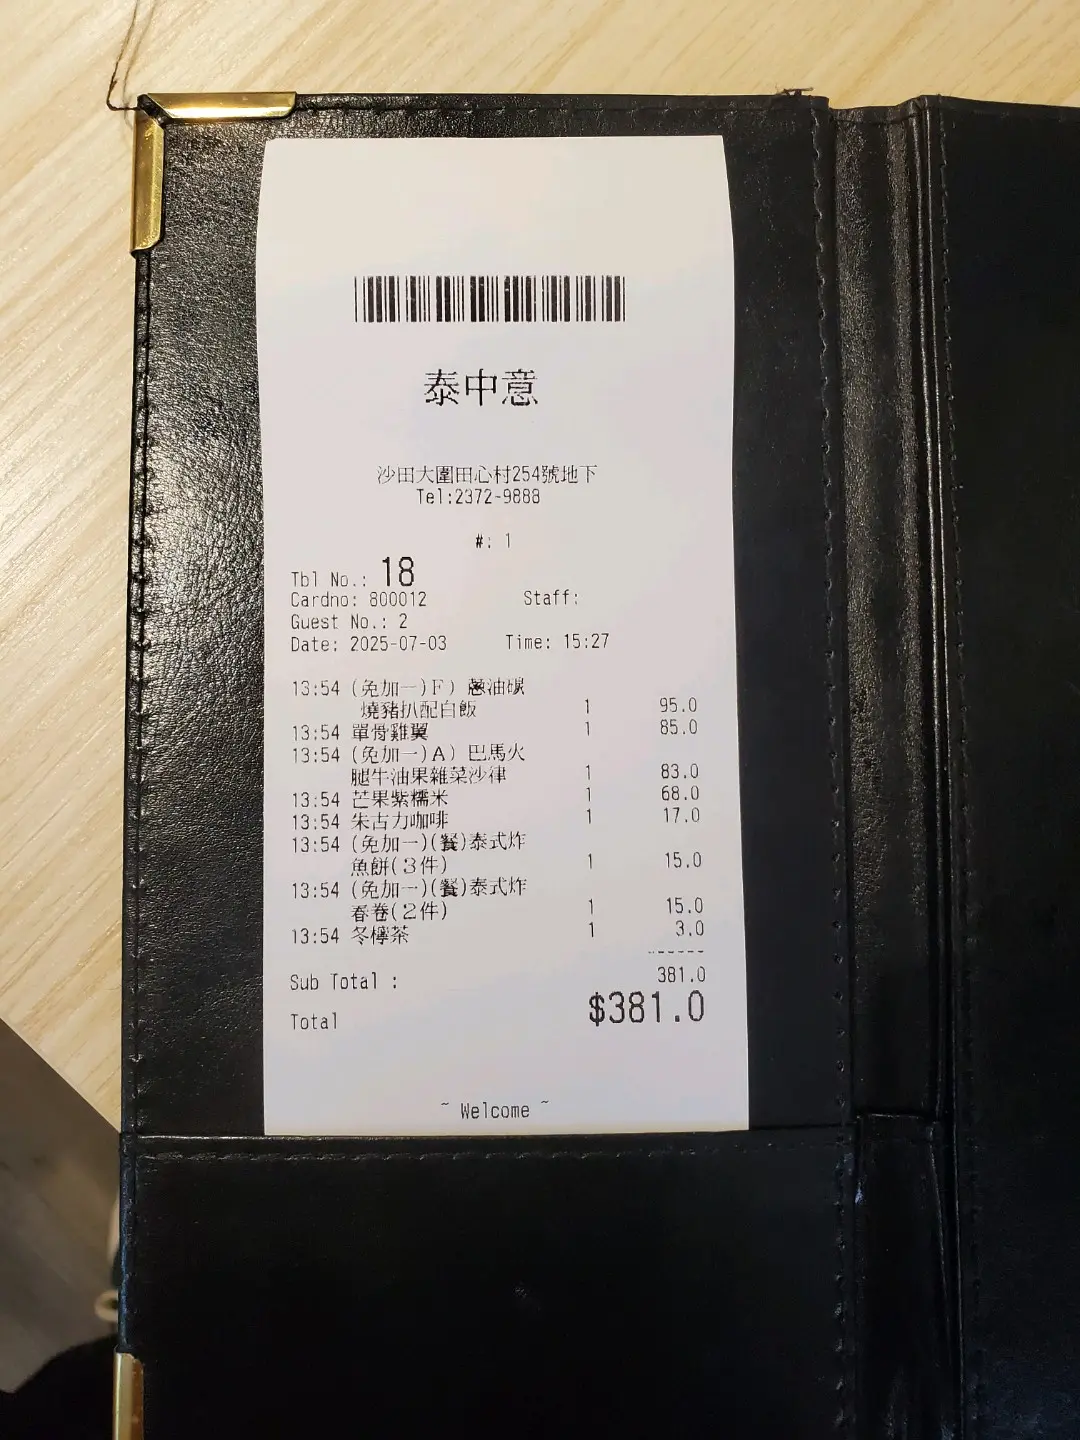 泰中意
沙田大圍田心村254號地下
Tel:2372-9888
#: 1
Tbl No.: 18
Cardno: 800012 Staff:
Guest No.: 2
Date: 2025-07-03 Time: 15:27
13:54 (免加一)F) 蔥油
燒豬扒配白飯 1 95.0
13:54 單骨雞翼 1 85.0
13:54 (免加一)A) 巴馬火
腿牛油果雜菜沙律 1 83.0
13:54 芒果紫糯米 1 68.0
13:54 朱古力咖啡 1 17.0
13:54 (免加一)(餐)泰式炸
魚餅(3件) 1 15.0
13:54 (免加一)(餐)泰式炸
春卷(2件) 1 15.0
13:54 冬檸茶 1 3.0
-------
Sub Total : 381.0
Total $381.0
~ Welcome ~